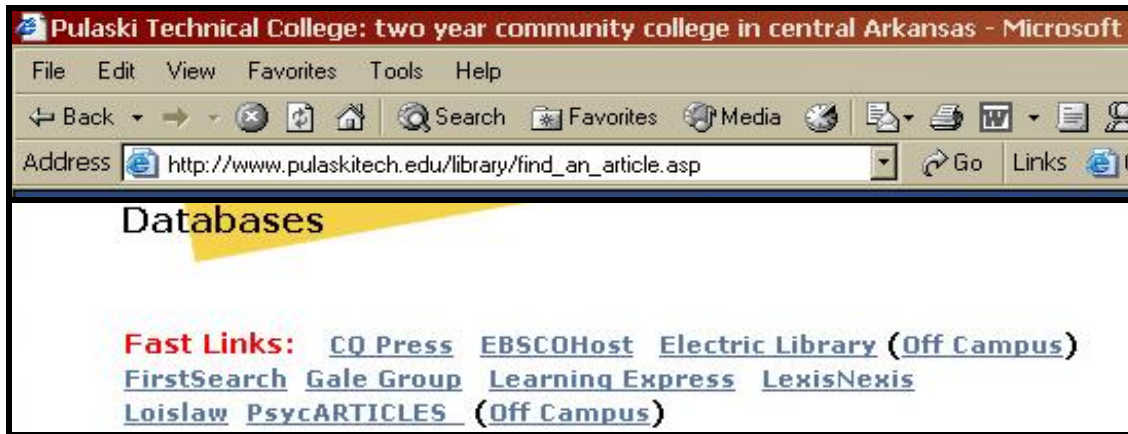 Pulaski Technical College: two year community college in central Arkansas - Microsoft
File Edit View Favorites Tools Help
Back Search Favorites Media W
Address http://www.pulaskitech.edu/library/find_an_article.asp Go Links
Databases
Fast Links: CQ Press EBSCOHost Electric Library (Off Campus)
FirstSearch Gale Group Learning Express LexisNexis
Loislaw PsycARTICLES (Off Campus)